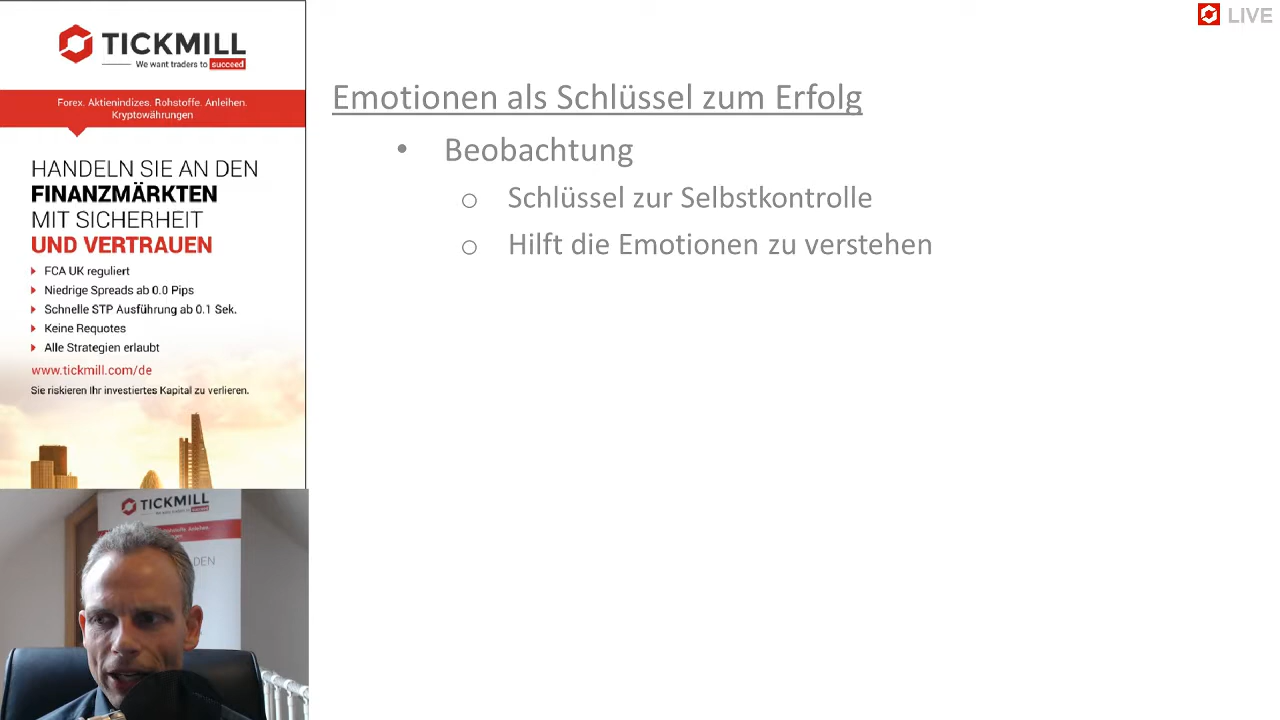 TICKMILL
We want traders to succeed
Forex. Aktienindizes. Rohstoffe. Anleihen.
Kryptowährungen
HANDELN SIE AN DEN
FINANZMÄRKTEN
MIT SICHERHEIT
UND VERTRAUEN
FCA UK reguliert
Niedrige Spreads ab 0.0 Pips
Schnelle STP Ausführung ab 0.1 Sek.
Keine Requotes
Alle Strategien erlaubt
www.tickmill.com/de
Sie riskieren Ihr investiertes Kapital zu verlieren.
LIVE
Emotionen als Schlüssel zum Erfolg
• Beobachtung
o Schlüssel zur Selbstkontrolle
o Hilft die Emotionen zu verstehen
TICKMILL